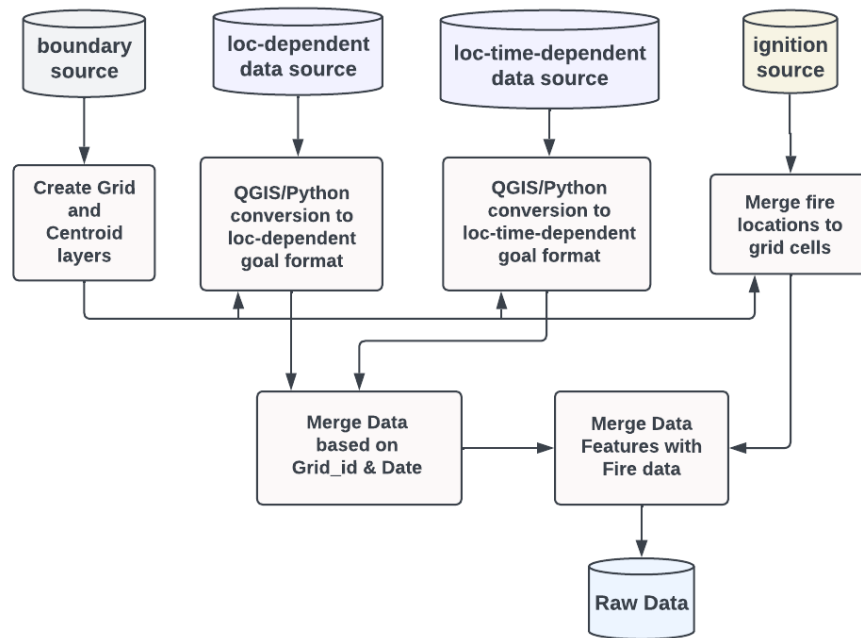 boundary
source
loc-dependent
data source
loc-time-dependent
data source
ignition
source
Create Grid
and
Centroid
layers
QGIS/Python
conversion to
loc-dependent
goal format
QGIS/Python
conversion to
loc-time-dependent
goal format
Merge fire
locations to
grid cells
Merge Data
based on
Grid_id & Date
Merge Data
Features with
Fire data
Raw Data